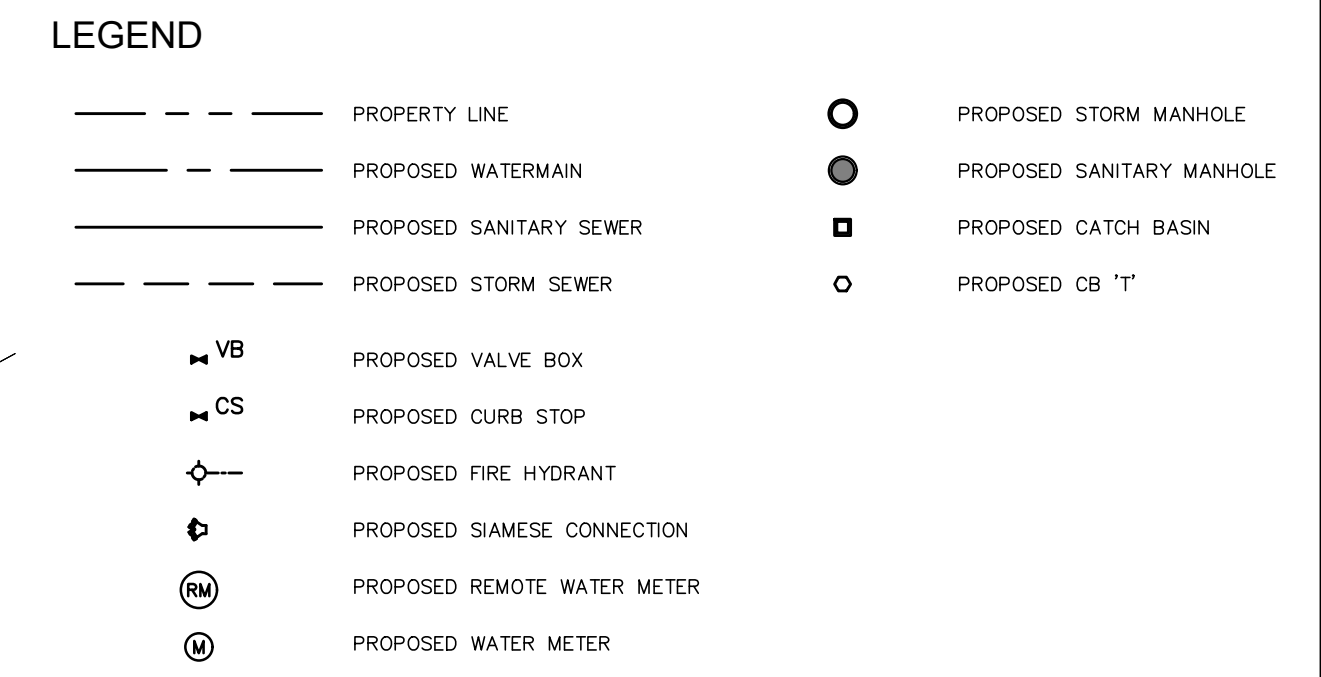 LEGEND
PROPERTY LINE
PROPOSED WATERMAIN
PROPOSED SANITARY SEWER
PROPOSED STORM SEWER
VB PROPOSED VALVE BOX
CS PROPOSED CURB STOP
PROPOSED FIRE HYDRANT
PROPOSED SIAMESE CONNECTION
RM PROPOSED REMOTE WATER METER
M PROPOSED WATER METER
PROPOSED STORM MANHOLE
PROPOSED SANITARY MANHOLE
PROPOSED CATCH BASIN
PROPOSED CB 'T'